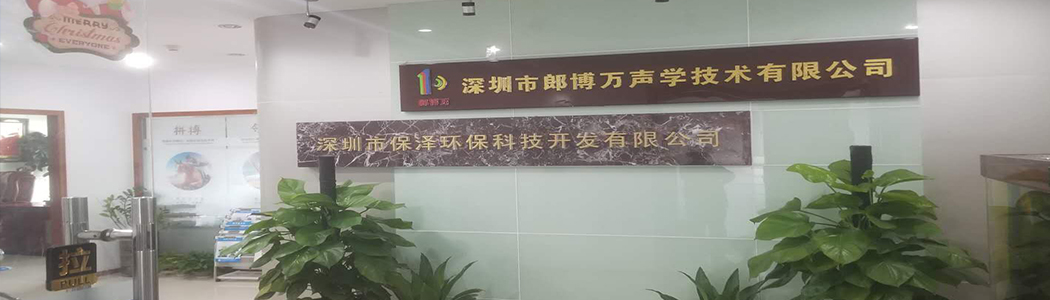 MERRY
Christmas
EVERYONE
深圳市郎博万声学技术有限公司
郎博万
深圳市保泽环保科技开发有限公司
拼搏
拉
PULL